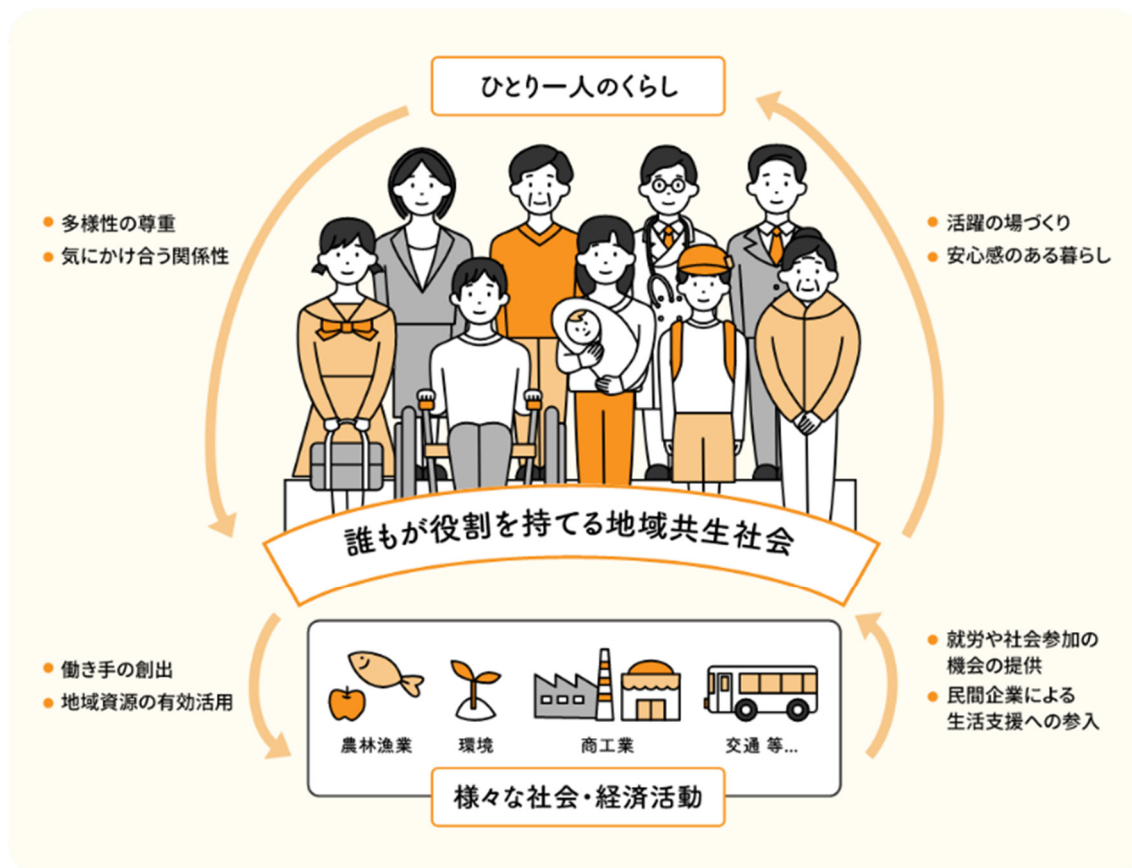 ひとり一人のくらし
多様性の尊重
気にかけ合う関係性
活躍の場づくり
安心感のある暮らし
誰もが役割を持てる地域共生社会
働き手の創出
地域資源の有効活用
就労や社会参加の
機会の提供
民間企業による
生活支援への参入
農林漁業
環境
商工業
交通 等...
様々な社会・経済活動